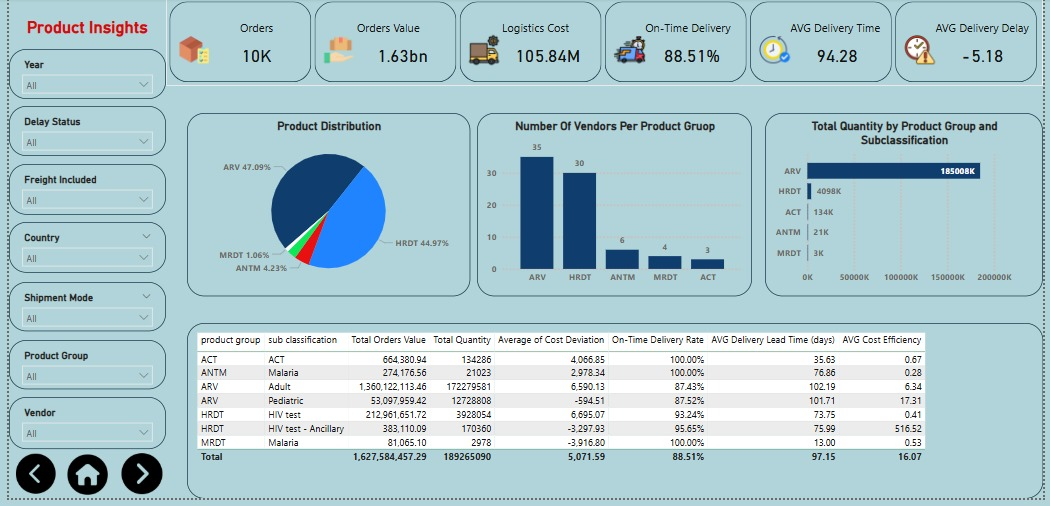 Product Insights
Year
All
Delay Status
All
Freight Included
All
Country
All
Shipment Mode
All
Product Group
All
Vendor
All
Orders
10K
Orders Value
1.63bn
Logistics Cost
105.84M
On-Time Delivery
88.51%
AVG Delivery Time
94.28
AVG Delivery Delay
-5.18
Product Distribution
ARV 47.09%
HRDT 44.97%
MRDT 1.06%
ANTM 4.23%
Number Of Vendors Per Product Gruop
35
30
30
20
10
0
6
4
3
ARV HRDT ANTM MRDT ACT
Total Quantity by Product Group and
Subclassification
ARV 185008K
HRDT 4098K
ACT 134K
ANTM 21K
MRDT 3K
0K 50000K 100000K 150000K 200000K
product group sub classification Total Orders Value Total Quantity Average of Cost Deviation On-Time Delivery Rate AVG Delivery Lead Time (days) AVG Cost Efficiency
ACT ACT 664,380.94 134286 4,066.85 100.00% 35.63 0.67
ANTM Malaria 274,176.56 21023 2,978.34 100.00% 76.86 0.28
ARV Adult 1,360,122,113.46 172279581 6,590.13 87.43% 102.19 6.34
ARV Pediatric 53,097,959.42 12728808 -594.51 87.52% 101.71 17.31
HRDT HIV test 212,961,651.72 3928054 6,695.07 93.24% 73.75 0.41
HRDT HIV test - Ancillary 383,110.09 170360 -3,297.93 95.65% 75.99 516.52
MRDT Malaria 81,065.10 2978 -3,916.80 100.00% 13.00 0.53
Total 1,627,584,457.29 189265090 5,071.59 88.51% 97.15 16.07